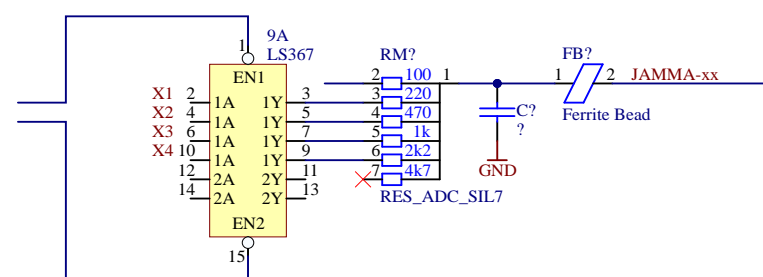 9A
LS367
1
EN1
X1 2 1A 1Y 3
X2 4 1A 1Y 5
X3 6 1A 1Y 7
X4 10 1A 1Y 9
12 2A 2Y 11
14 2A 2Y 13
EN2
15
RM?
2 100 1
3 220
4 470
5 1k
6 2k2
7 4k7
RES_ADC_SIL7
C?
?
GND
FB?
1 2 JAMMA-xx
Ferrite Bead